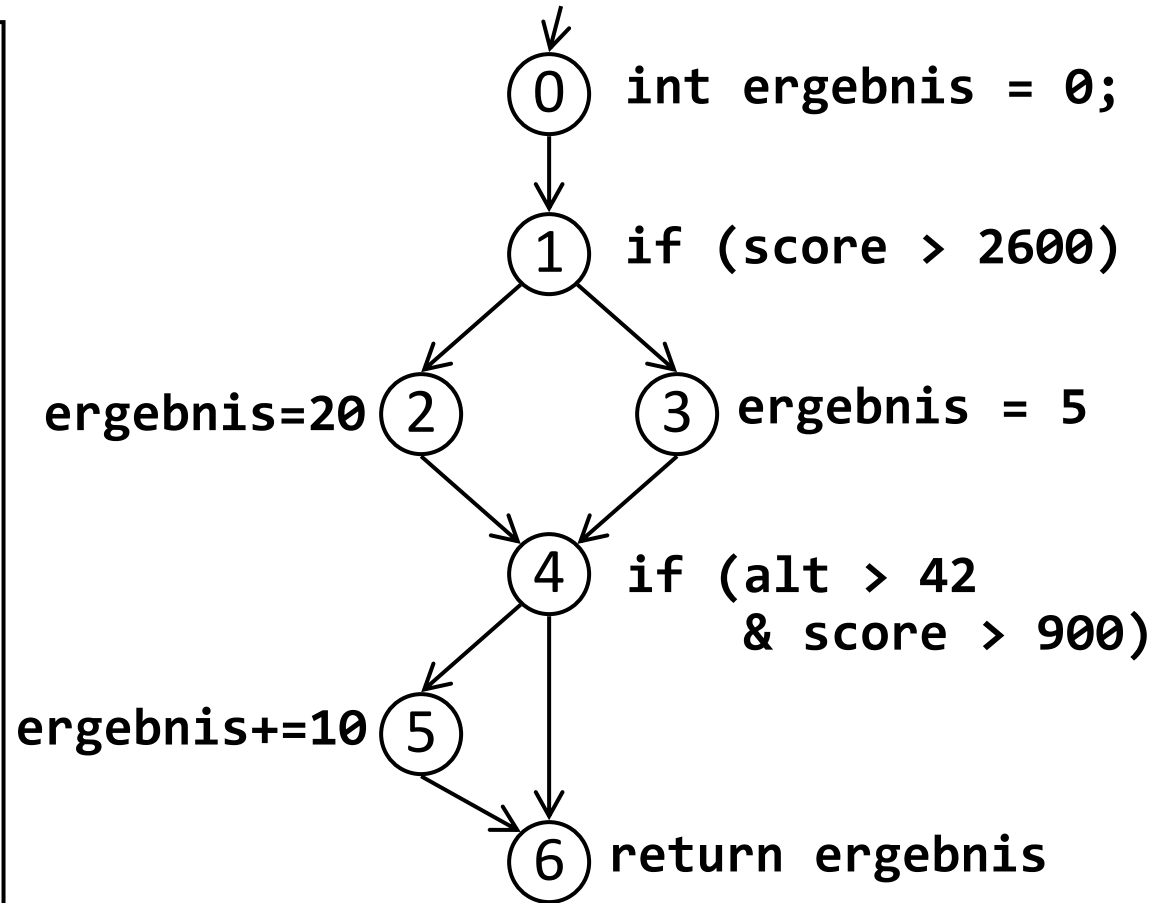 0 int ergebnis = 0;
1 if (score > 2600)
ergebnis=20 2 3 ergebnis = 5
4 if (alt > 42
& score > 900)
ergebnis+=10 5
6 return ergebnis